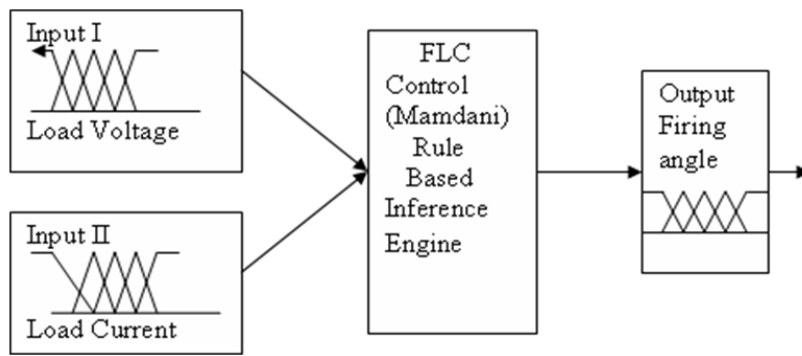 Input I
Load Voltage
Input II
Load Current
FLC
Control
(Mamdani)
Rule
Based
Inference
Engine
Output
Firing
angle